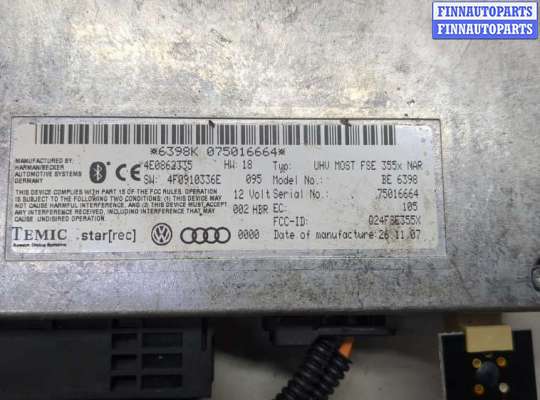 FINNAUTOPARTS
FINNAUTOPARTS
*6398K 075016664*
MANUFACTURED BY:
HARMAN/BECKER
AUTOMOTIVE SYSTEMS
GERMANY
CE
4E0862335 HW: 18 Typ: UHV MOST FSE 355x NAR
SW: 4F0910336E 095 Model No.: BE 6398
THIS DEVICE COMPLIES WITH PART 15 OF THE FCC RULES. OPERATION
IS SUBJECT TO THE FOLLOWING TWO CONDITIONS: (1) THIS DEVICE
MAY NOT CAUSE HARMFUL INTERFERENCE, AND (2) THIS DEVICE MUST ACCEPT
ANY INTERFERENCE RECEIVED, INCLUDING INTERFERENCE THAT MAY
CAUSE UNDESIRED OPERATION.
12 Volt Serial No.: 75016664
002 HBR EC: 105
FCC-ID:
TEMIC .star[rec] 0000 Date of manufacture: 26.11.07